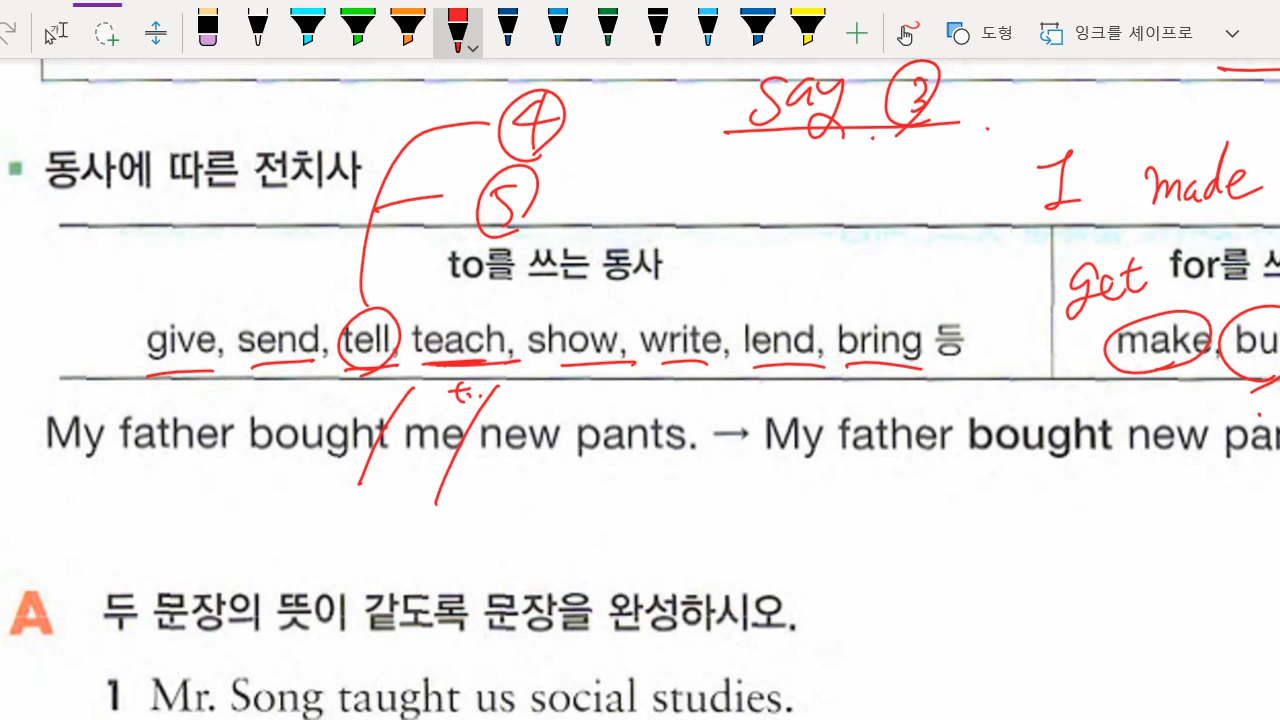 도형 잉크를 셰이프로
say ③
④
동사에 따른 전치사
⑤
I made
to를 쓰는 동사
get for를
give, send, tell, teach, show, write, lend, bring 등
make, bu
My father bought me new pants. → My father bought new pan
A 두 문장의 뜻이 같도록 문장을 완성하시오.
1 Mr. Song taught us social studies.